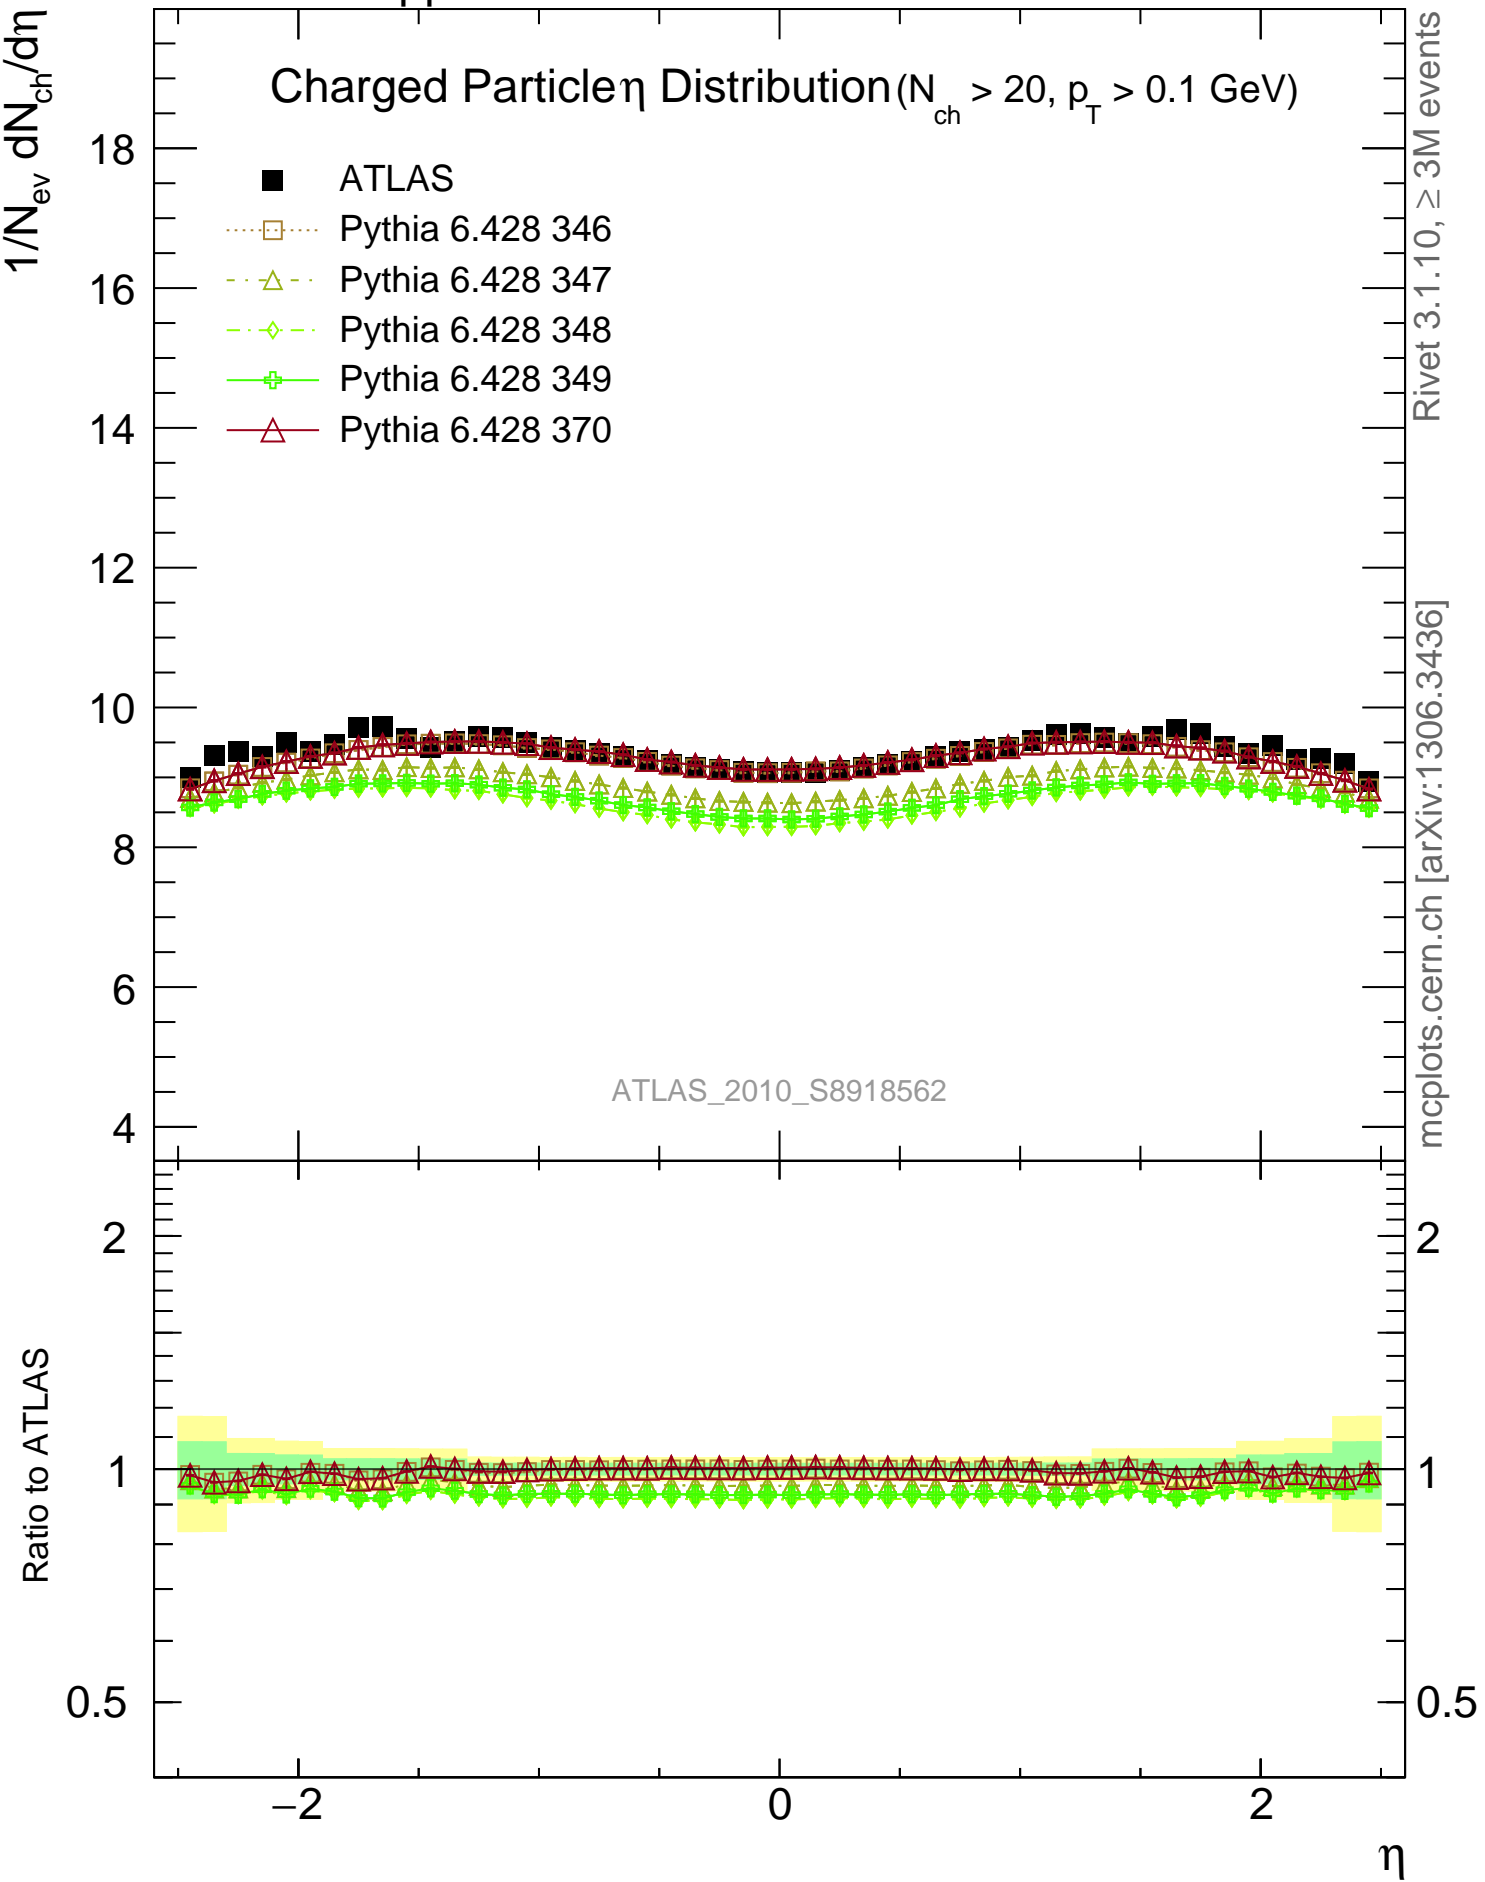 1/N_ev dN_ch/dη
Charged Particle η Distribution (N_ch > 20, p_T > 0.1 GeV)
ATLAS
Pythia 6.428 346
Pythia 6.428 347
Pythia 6.428 348
Pythia 6.428 349
Pythia 6.428 370
18
16
14
12
10
8
6
4
ATLAS_2010_S8918562
Rivet 3.1.10, ≥ 3M events
mcplots.cern.ch [arXiv:1306.3436]
Ratio to ATLAS
2
1
0.5
2
1
0.5
−2
0
2
η